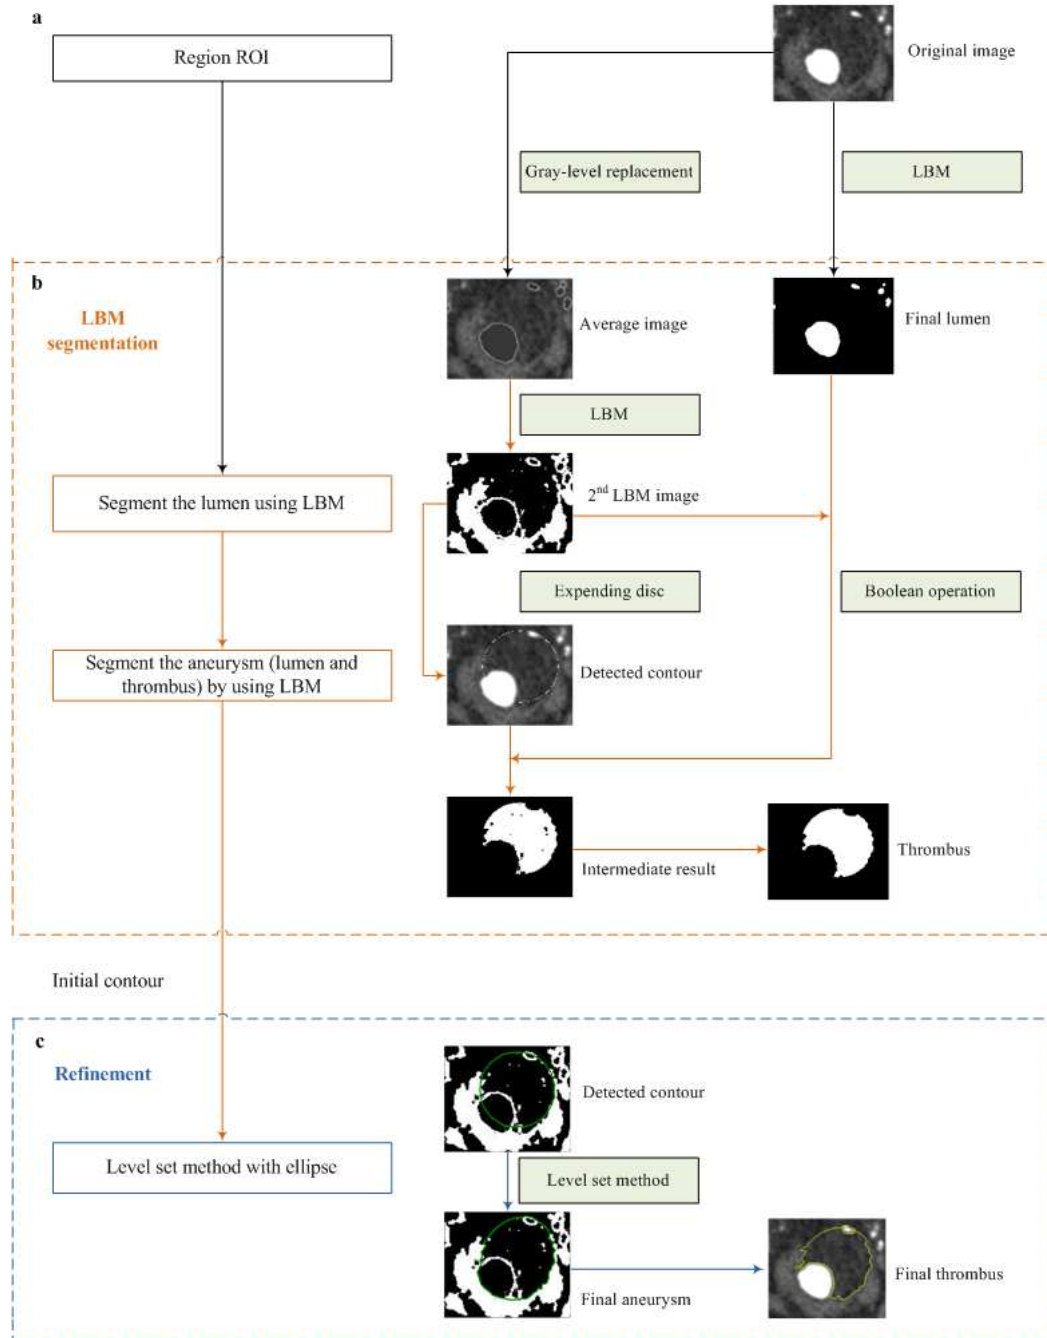 a
Region ROI
Original image
Gray-level replacement
LBM
b
LBM
segmentation
Average image
Final lumen
LBM
Segment the lumen using LBM
2nd LBM image
Expending disc
Boolean operation
Segment the aneurysm (lumen and
thrombus) by using LBM
Detected contour
Intermediate result
Thrombus
Initial contour
c
Refinement
Detected contour
Level set method with ellipse
Level set method
Final aneurysm
Final thrombus